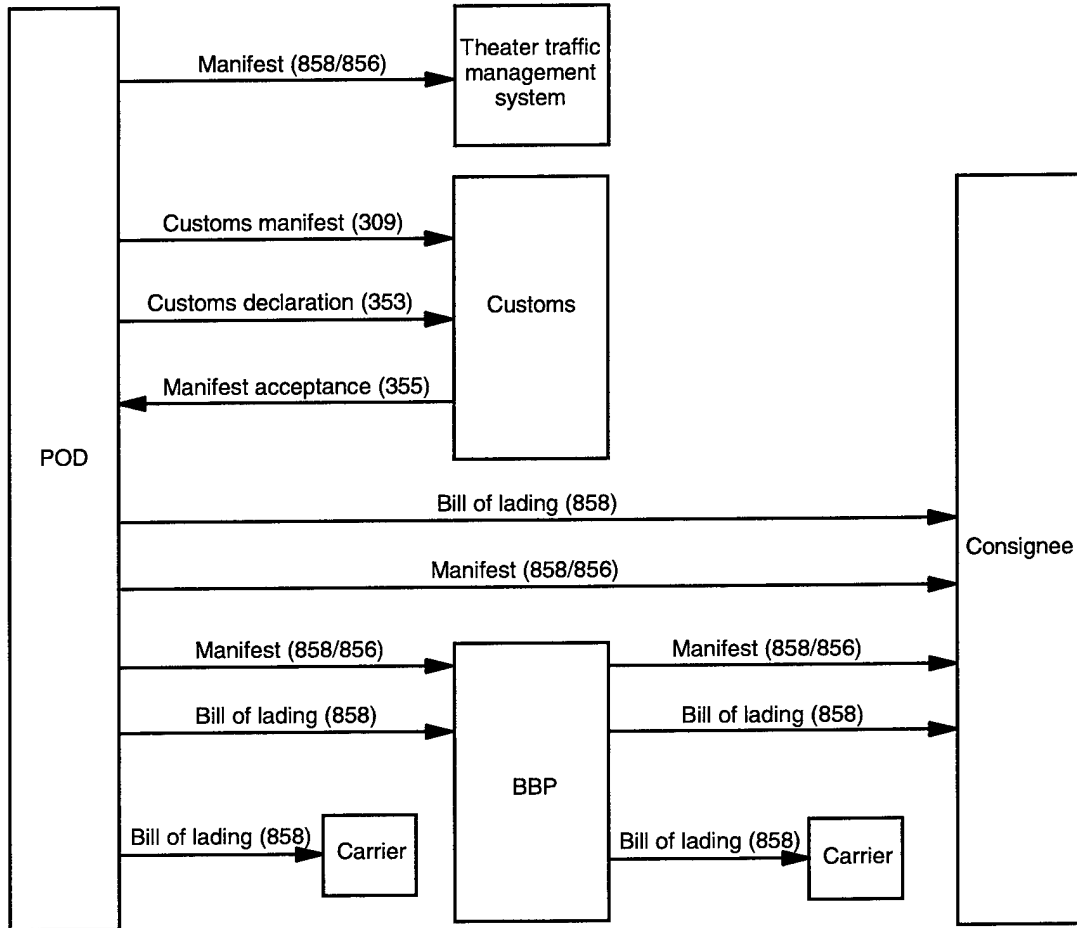 Manifest (858/856)
Theater traffic
management
system
Customs manifest (309)
Customs declaration (353)
Customs
Manifest acceptance (355)
POD
Bill of lading (858)
Consignee
Manifest (858/856)
Manifest (858/856)
Manifest (858/856)
Bill of lading (858)
Bill of lading (858)
BBP
Bill of lading (858)
Carrier
Bill of lading (858)
Carrier